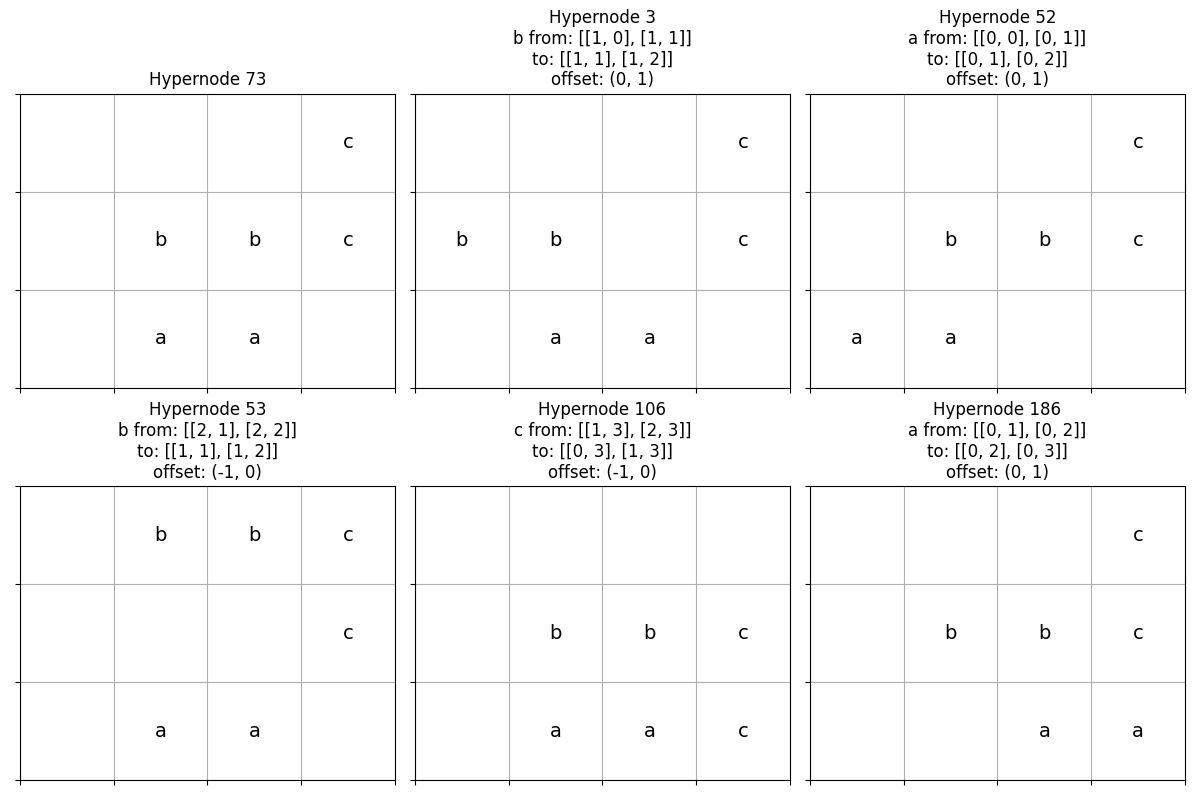 Hypernode 73
c
b b c
a a
Hypernode 3
b from: [[1, 0], [1, 1]]
to: [[1, 1], [1, 2]]
offset: (0, 1)
c
b b c
a a
Hypernode 52
a from: [[0, 0], [0, 1]]
to: [[0, 1], [0, 2]]
offset: (0, 1)
c
b b c
a a
Hypernode 53
b from: [[2, 1], [2, 2]]
to: [[1, 1], [1, 2]]
offset: (-1, 0)
b b c
c
a a
Hypernode 106
c from: [[1, 3], [2, 3]]
to: [[0, 3], [1, 3]]
offset: (-1, 0)
b b c
a a c
Hypernode 186
a from: [[0, 1], [0, 2]]
to: [[0, 2], [0, 3]]
offset: (0, 1)
c
b b c
a a